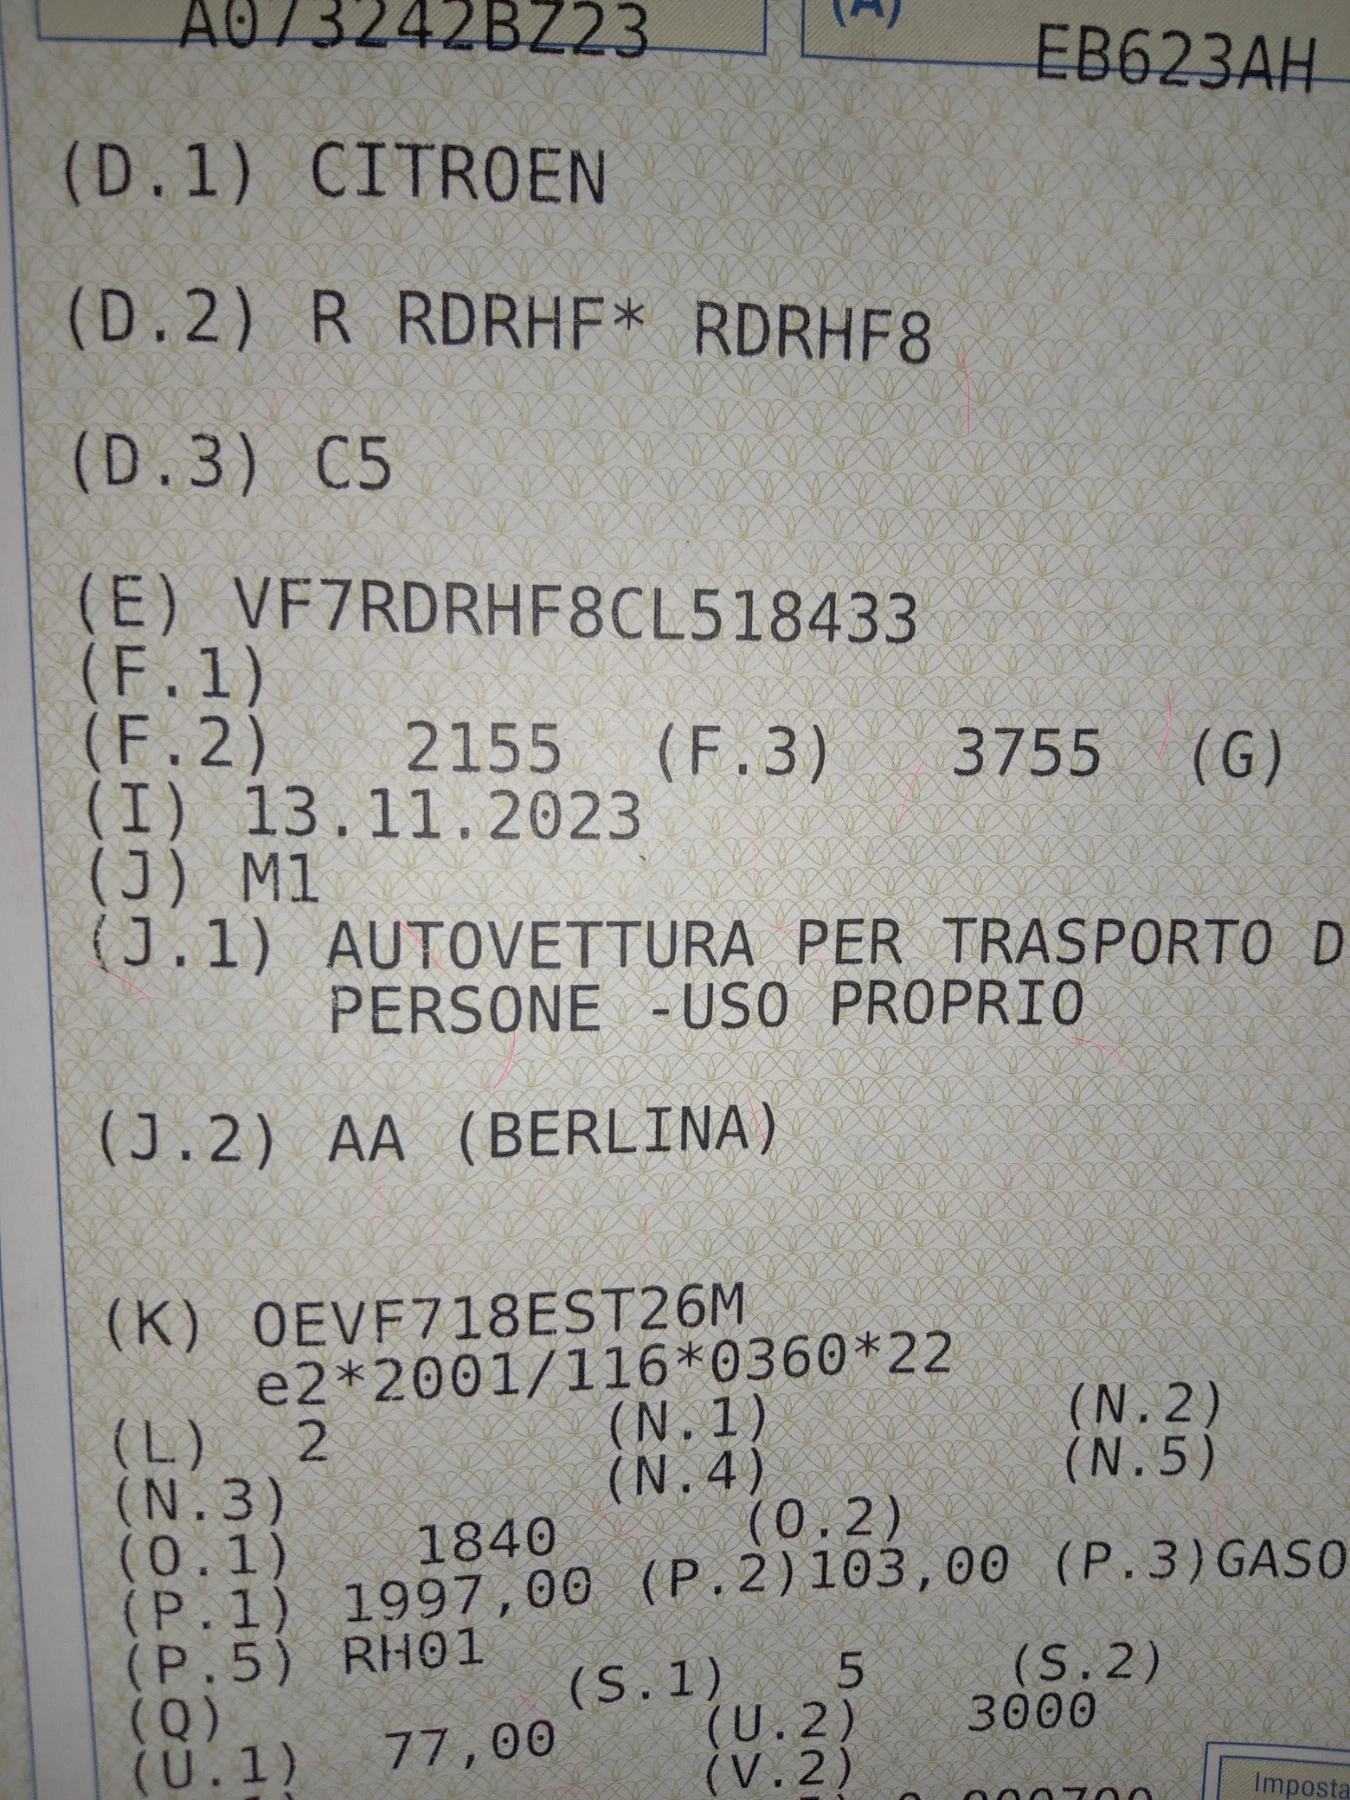 A073242BZ23
(A)
EB623AH
(D.1) CITROEN
(D.2) R RDRHF* RDRHF8
(D.3) C5
(E) VF7RDRHF8CL518433
(F.1)
(F.2) 2155 (F.3) 3755 (G)
(I) 13.11.2023
(J) M1
(J.1) AUTOVETTURA PER TRASPORTO D
PERSONE -USO PROPRIO
(J.2) AA (BERLINA)
(K) OEVF718EST26M
e2*2001/116*0360*22
(L) 2 (N.1) (N.2)
(N.3) (N.4) (N.5)
(O.1) 1840 (O.2)
(P.1) 1997,00 (P.2)103,00 (P.3)GASO
(P.5) RH01
(Q) (S.1) 5 (S.2)
(U.1) 77,00 (U.2) 3000
(V.2)
Imposta